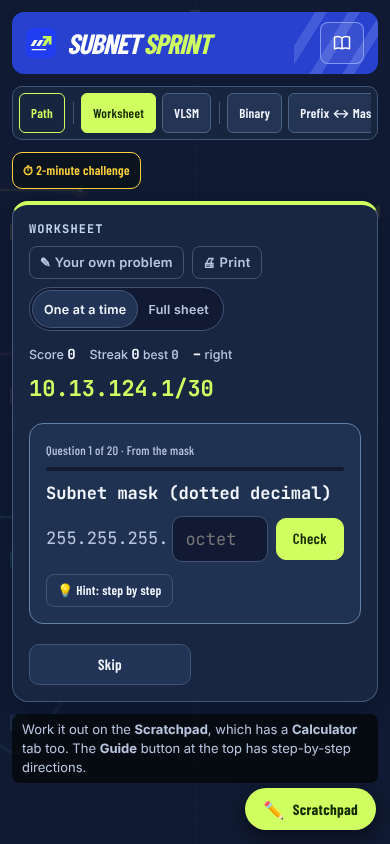 SUBNET SPRINT
Path
Worksheet
VLSM
Binary
Prefix ↔ Mas
⏱ 2-minute challenge
WORKSHEET
✎ Your own problem
🖨 Print
One at a time
Full sheet
Score 0 Streak 0 best 0 – right
10.13.124.1/30
Question 1 of 20 · From the mask
Subnet mask (dotted decimal)
255.255.255. octet Check
💡 Hint: step by step
Skip
Work it out on the Scratchpad, which has a Calculator
tab too. The Guide button at the top has step-by-step
directions.
✏️ Scratchpad